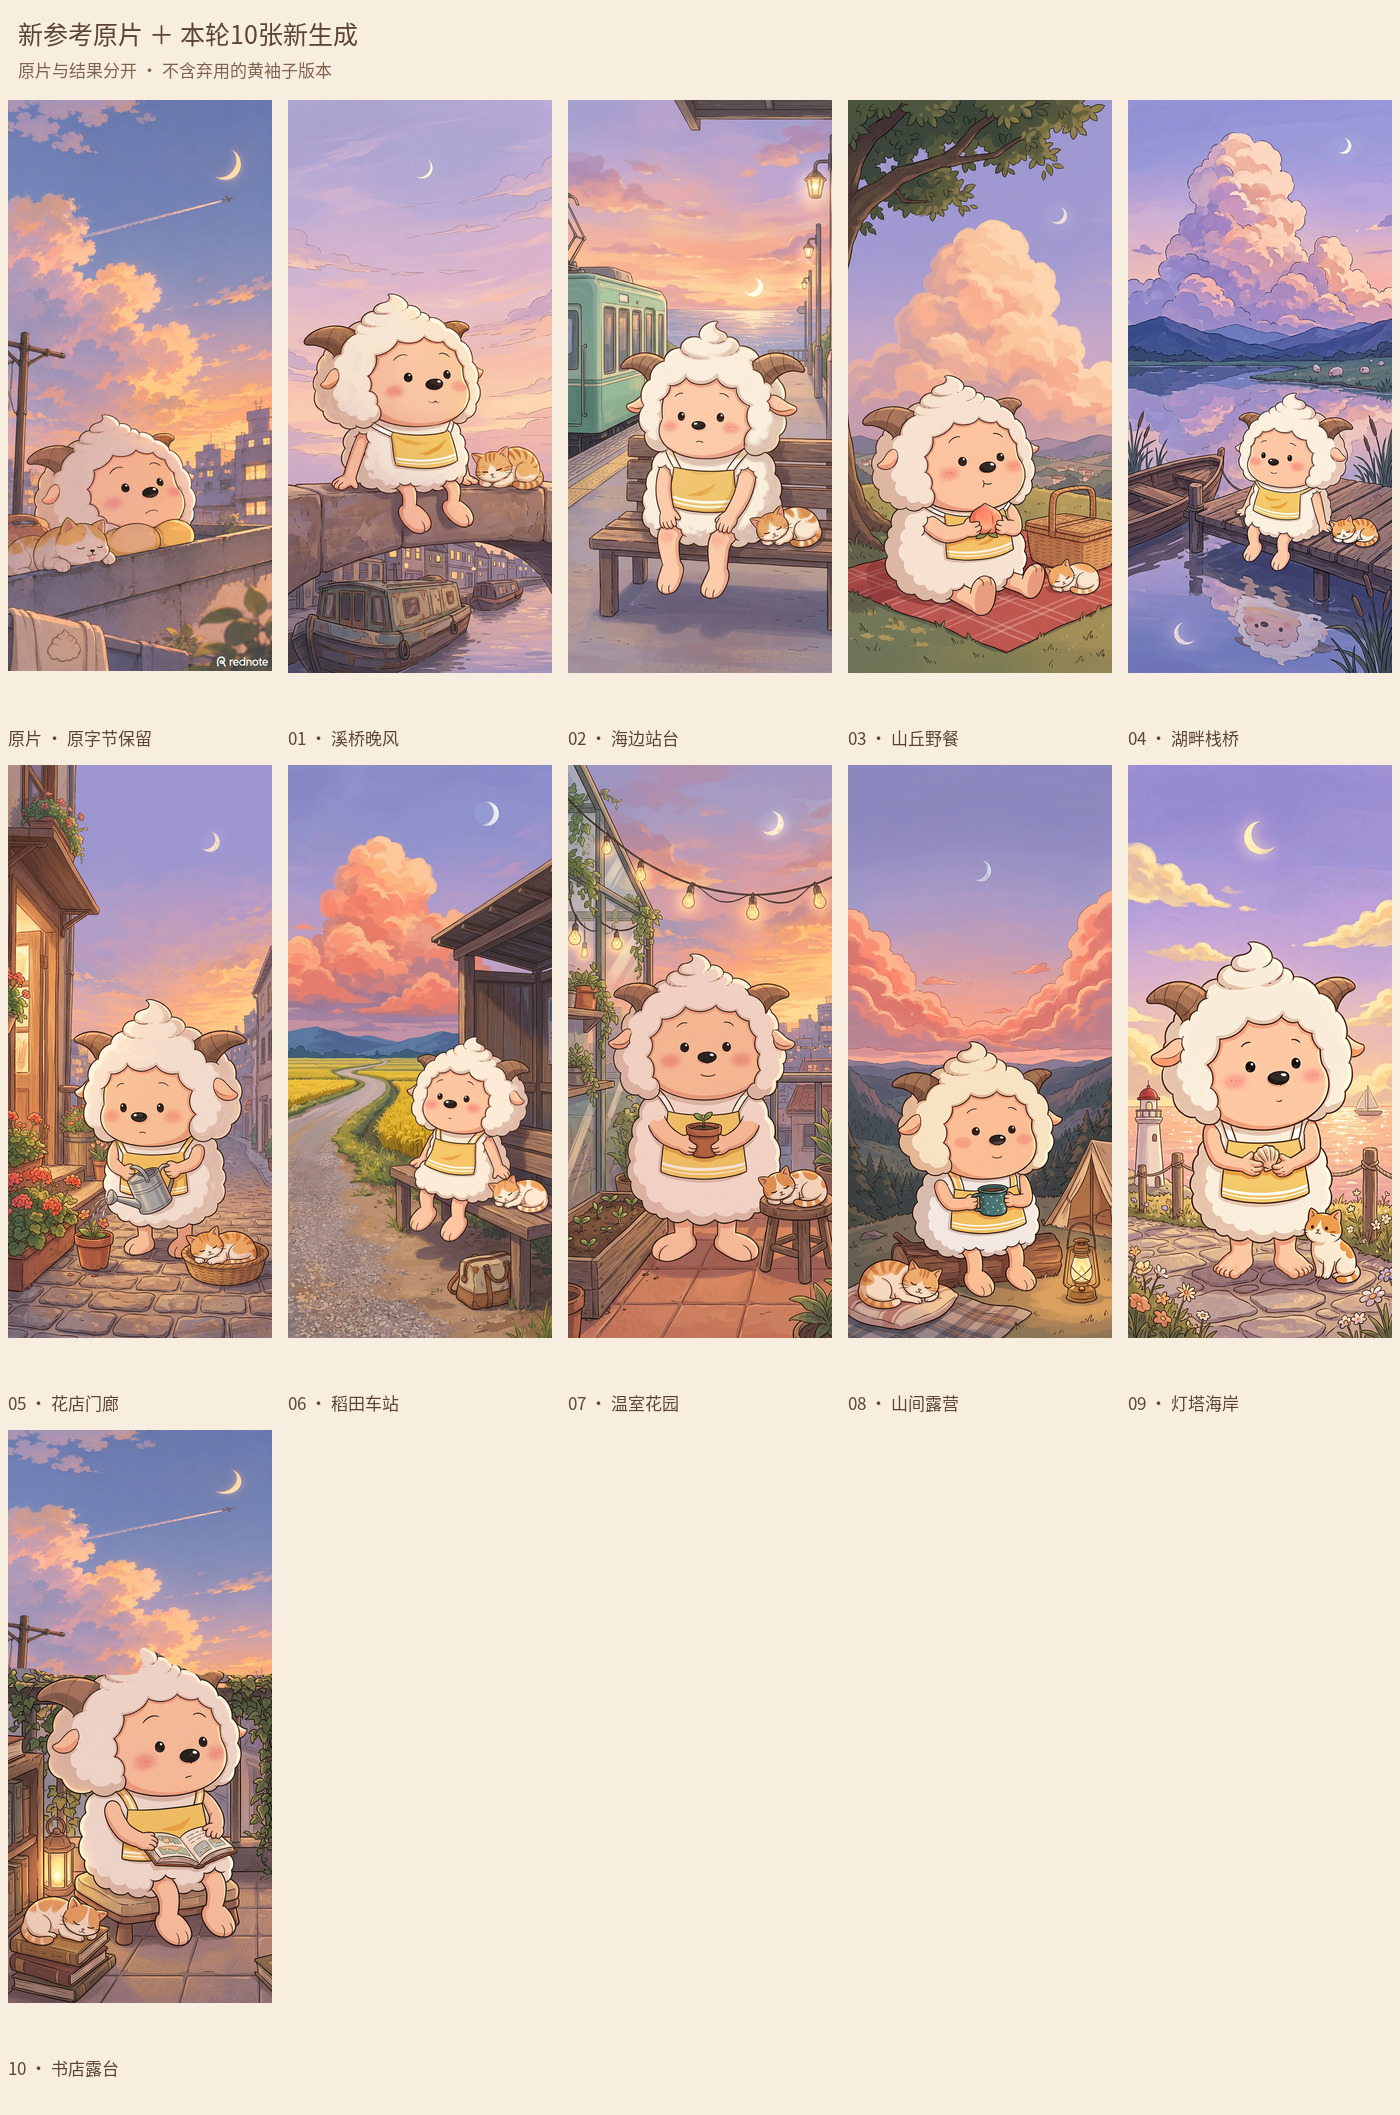 新参考原片 ＋ 本轮10张新生成
原片与结果分开 · 不含弃用的黄袖子版本
rednote
原片 · 原字节保留
01 · 溪桥晚风
02 · 海边站台
03 · 山丘野餐
04 · 湖畔栈桥
05 · 花店门廊
06 · 稻田车站
07 · 温室花园
08 · 山间露营
09 · 灯塔海岸
10 · 书店露台